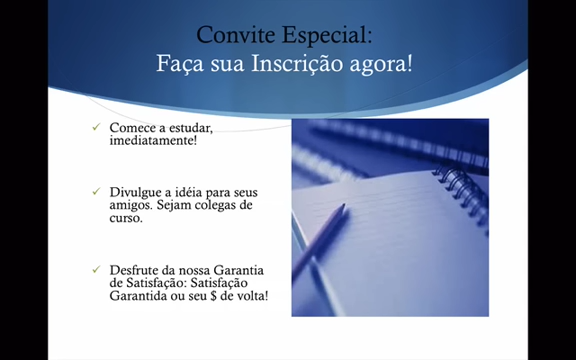 Convite Especial:
Faça sua Inscrição agora!
Comece a estudar,
imediatamente!
Divulgue a idéia para seus
amigos. Sejam colegas de
curso.
Desfrute da nossa Garantia
de Satisfação: Satisfação
Garantida ou seu $ de volta!